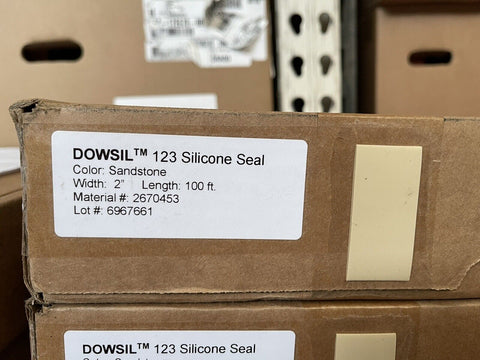 DOWSIL™ 123 Silicone Seal
Color: Sandstone
Width: 2" Length: 100 ft.
Material #: 2670453
Lot #: 6967661
DOWSIL™ 123 Silicone Seal